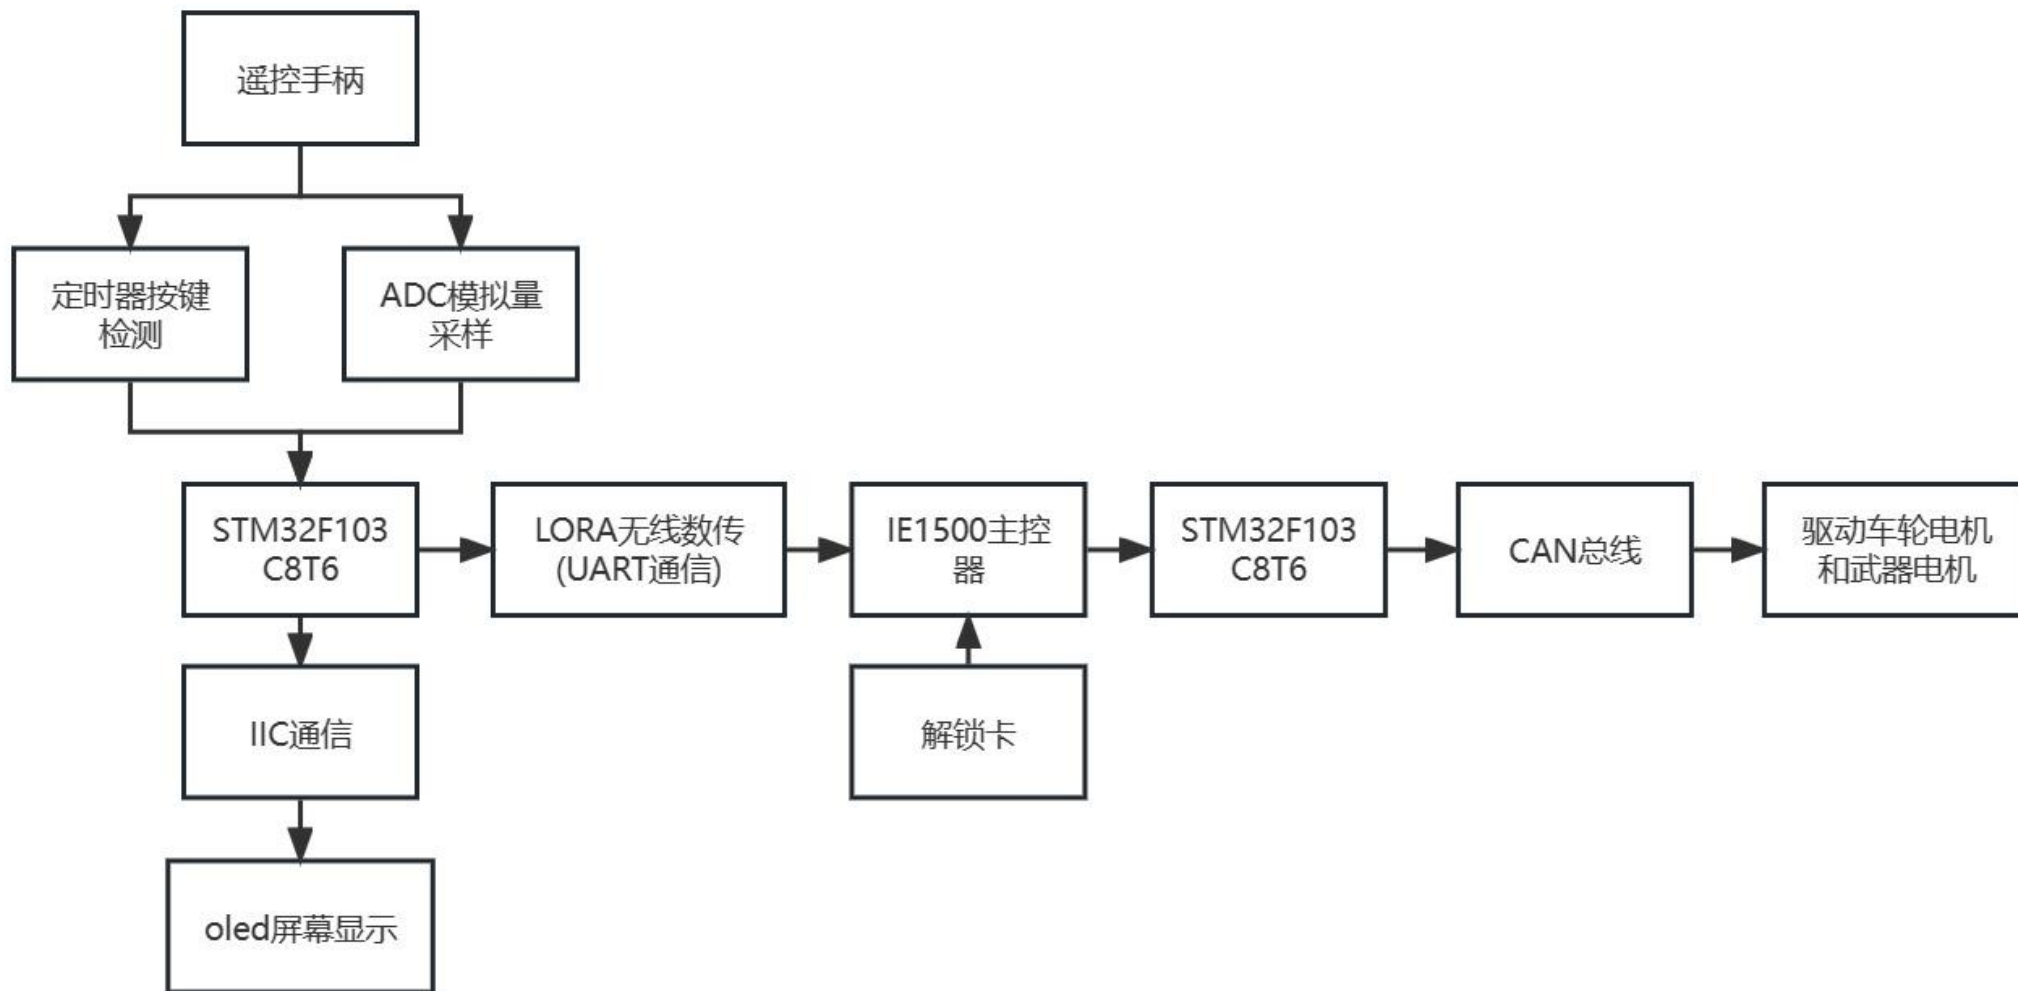 遥控手柄
定时器按键
检测
ADC模拟量
采样
STM32F103
C8T6
LORA无线数传
(UART通信)
IE1500主控
器
STM32F103
C8T6
CAN总线
驱动车轮电机
和武器电机
IIC通信
解锁卡
oled屏幕显示